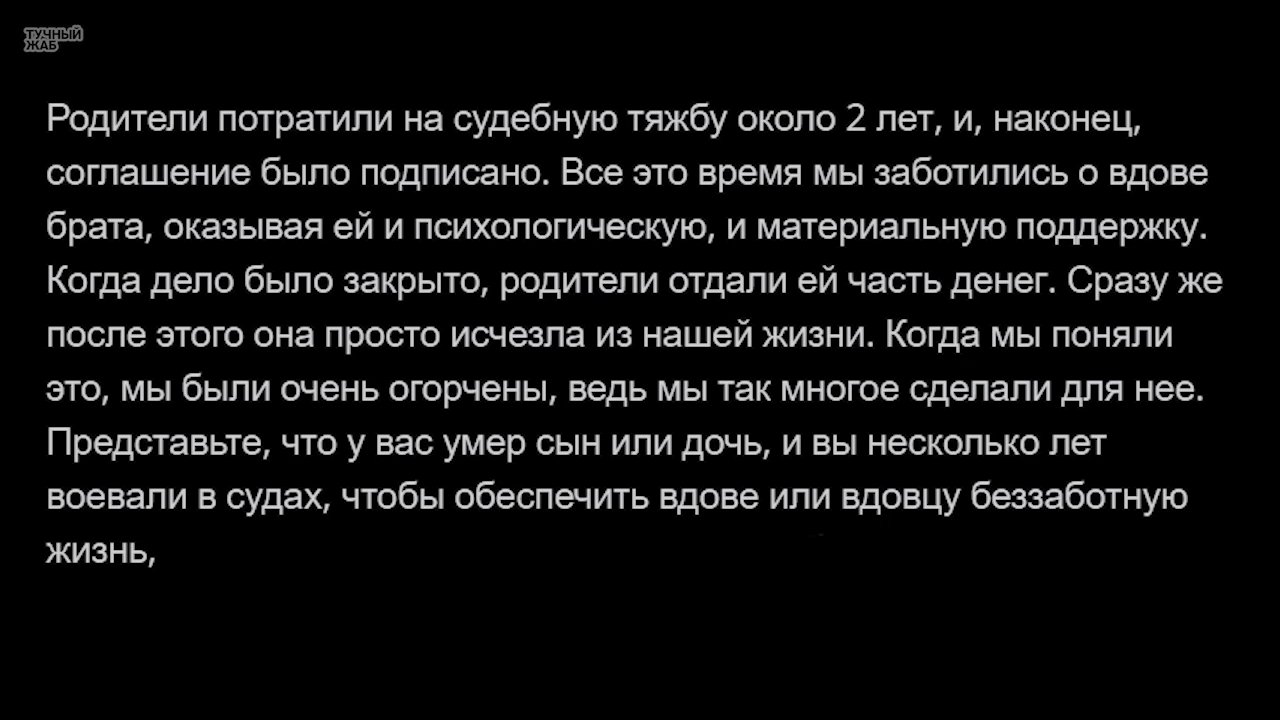 ТУЧНЫЙ
ЖАБ
Родители потратили на судебную тяжбу около 2 лет, и, наконец,
соглашение было подписано. Все это время мы заботились о вдове
брата, оказывая ей и психологическую, и материальную поддержку.
Когда дело было закрыто, родители отдали ей часть денег. Сразу же
после этого она просто исчезла из нашей жизни. Когда мы поняли
это, мы были очень огорчены, ведь мы так многое сделали для нее.
Представьте, что у вас умер сын или дочь, и вы несколько лет
воевали в судах, чтобы обеспечить вдове или вдовцу беззаботную
жизнь,